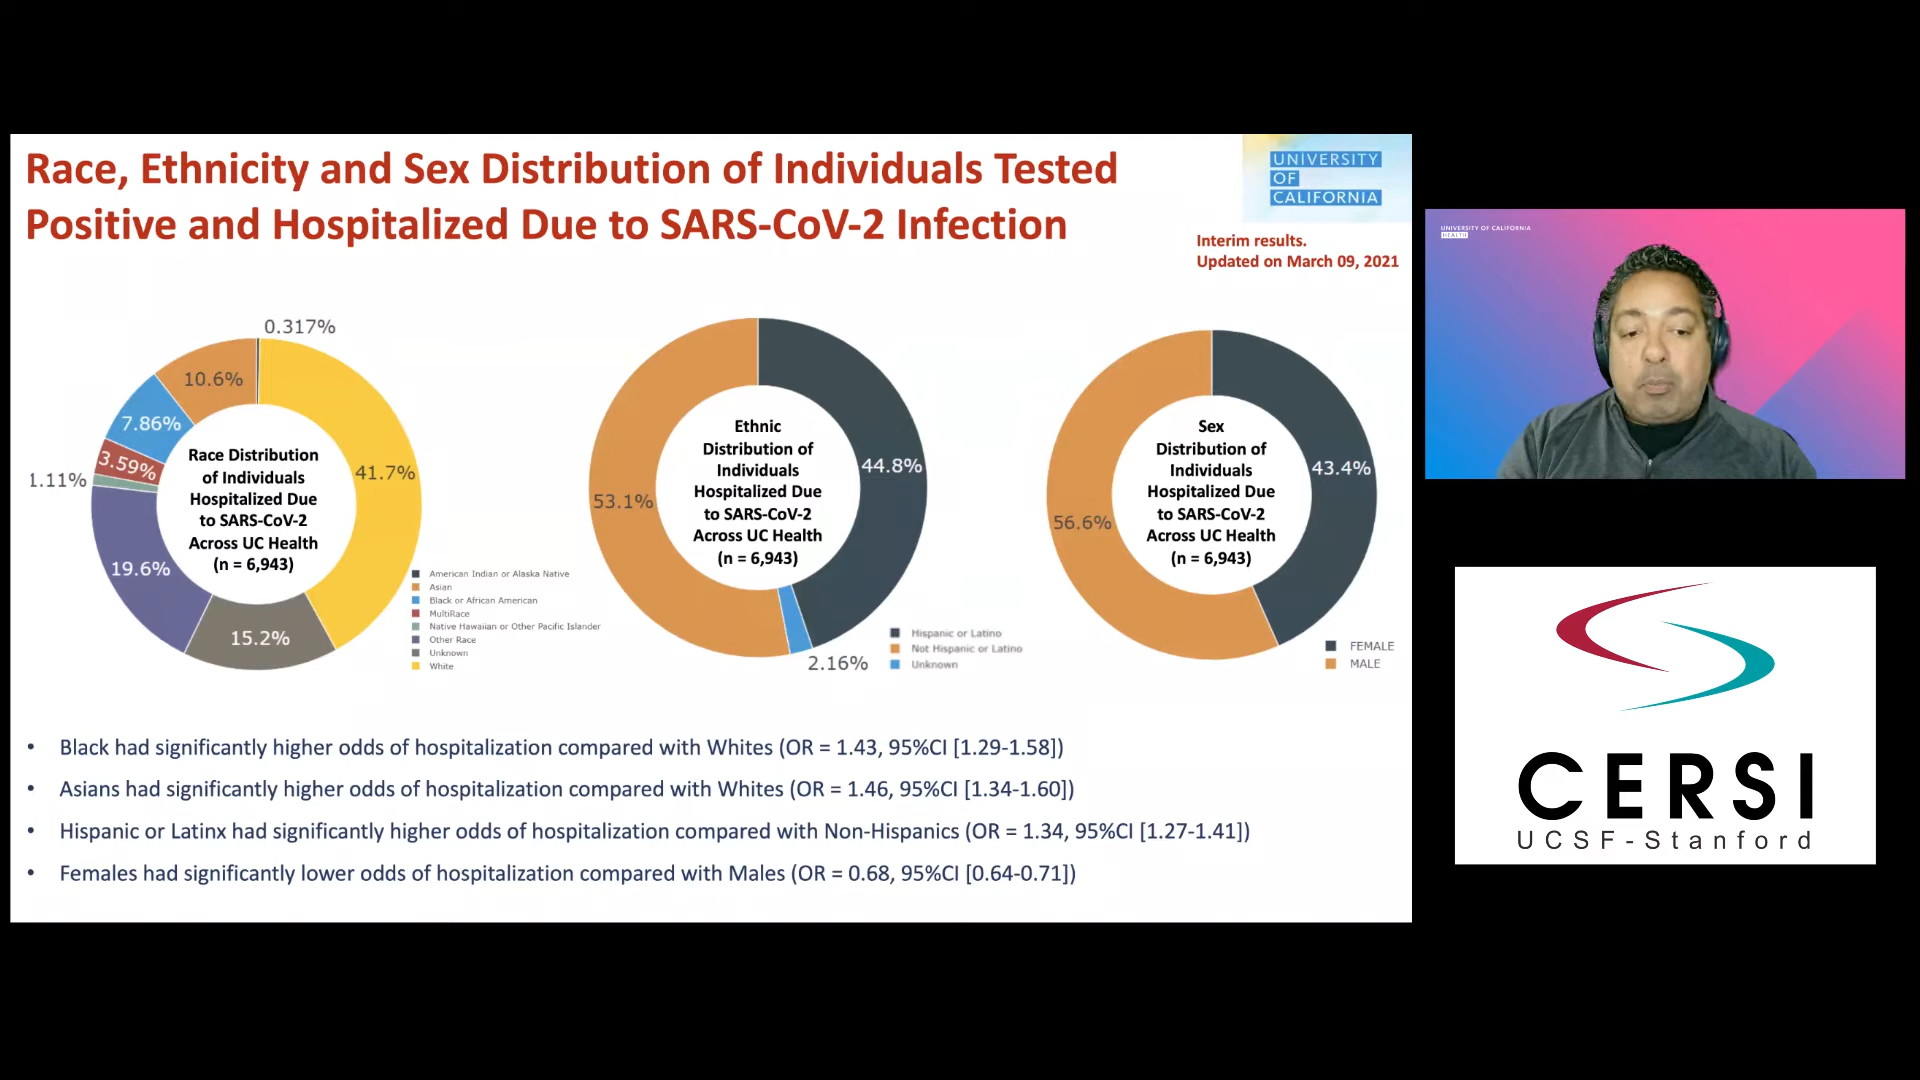 Race, Ethnicity and Sex Distribution of Individuals Tested
Positive and Hospitalized Due to SARS-CoV-2 Infection
UNIVERSITY
OF
CALIFORNIA
Interim results.
Updated on March 09, 2021
0.317%
10.6%
7.86%
3.59%
1.11%
19.6%
15.2%
41.7%
Race Distribution
of Individuals
Hospitalized Due
to SARS-CoV-2
Across UC Health
(n = 6,943)
American Indian or Alaska Native
Asian
Black or African American
MultiRace
Native Hawaiian or Other Pacific Islander
Other Race
Unknown
White
53.1%
44.8%
2.16%
Ethnic
Distribution of
Individuals
Hospitalized Due
to SARS-CoV-2
Across UC Health
(n = 6,943)
Hispanic or Latino
Not Hispanic or Latino
Unknown
56.6%
43.4%
Sex
Distribution of
Individuals
Hospitalized Due
to SARS-CoV-2
Across UC Health
(n = 6,943)
FEMALE
MALE
• Black had significantly higher odds of hospitalization compared with Whites (OR = 1.43, 95%CI [1.29-1.58])
• Asians had significantly higher odds of hospitalization compared with Whites (OR = 1.46, 95%CI [1.34-1.60])
• Hispanic or Latinx had significantly higher odds of hospitalization compared with Non-Hispanics (OR = 1.34, 95%CI [1.27-1.41])
• Females had significantly lower odds of hospitalization compared with Males (OR = 0.68, 95%CI [0.64-0.71])
UNIVERSITY OF CALIFORNIA
HEALTH
CERSI
UCSF-Stanford